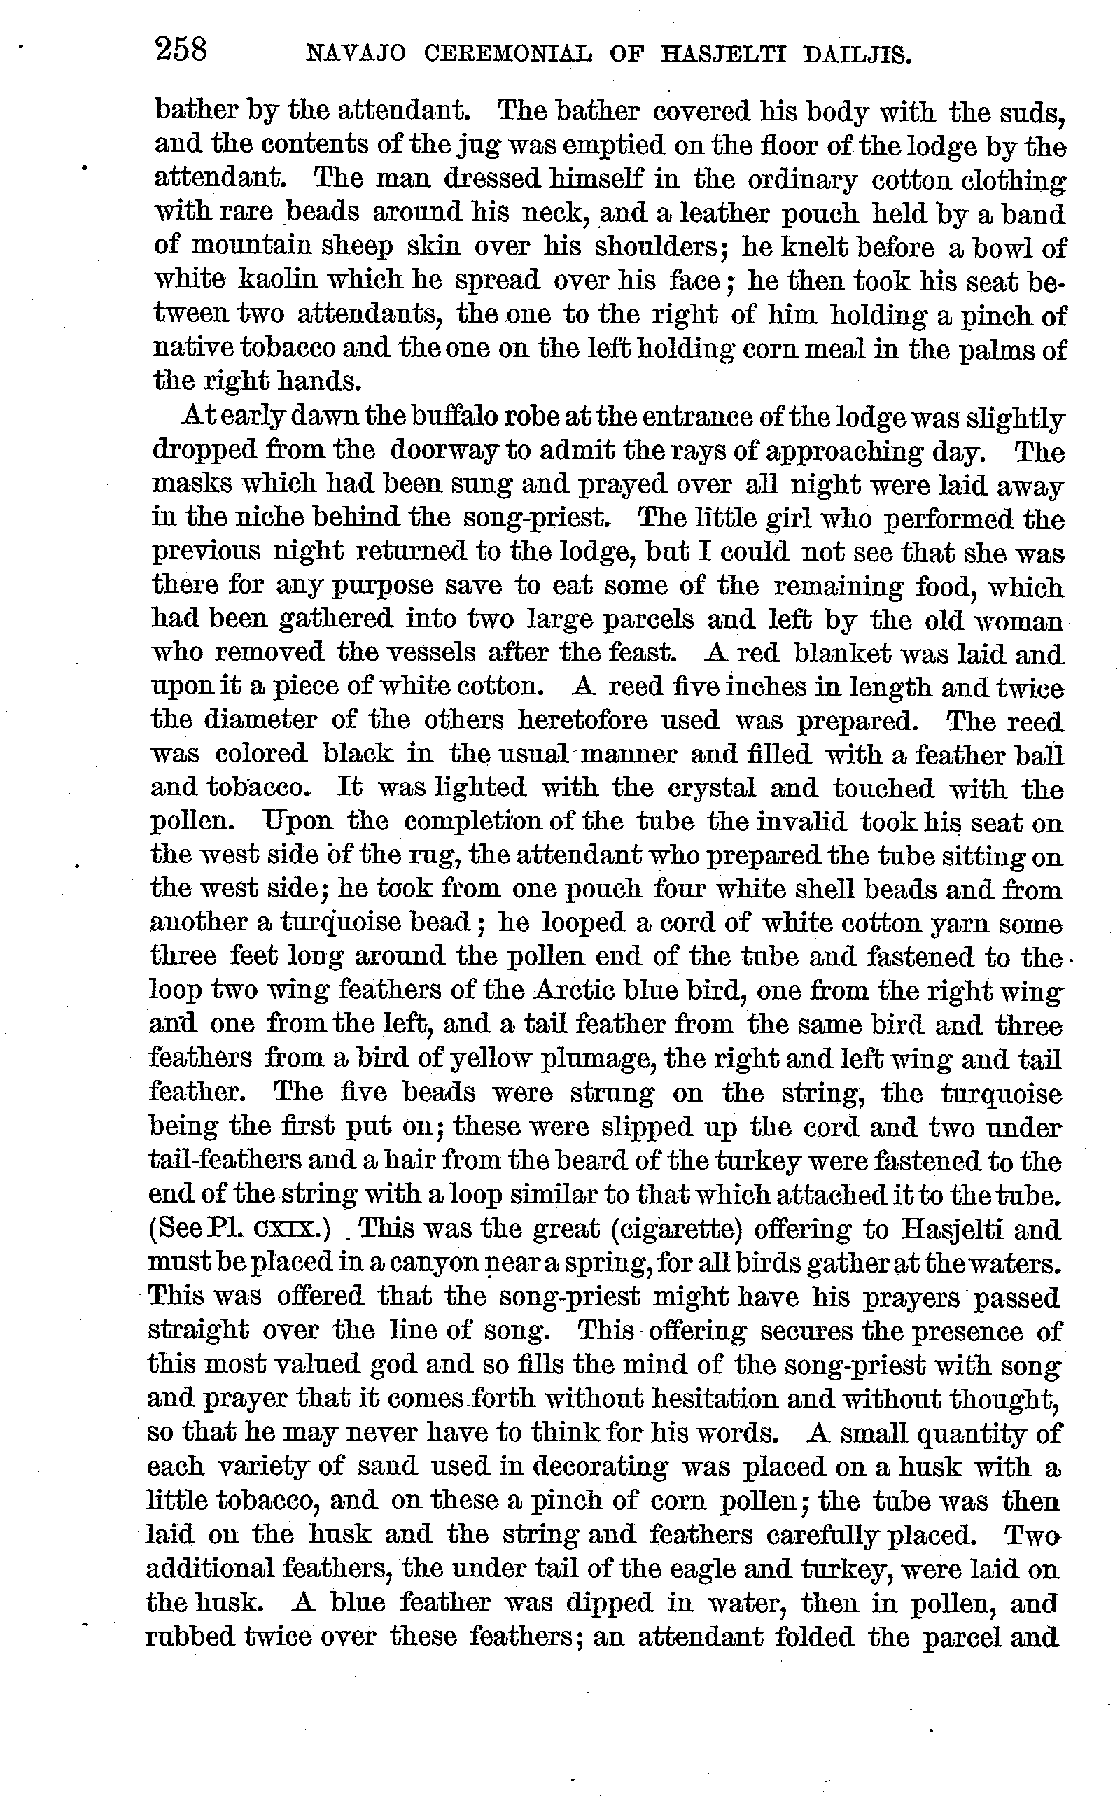 258 NAVAJO CEREMONIAL OF HASJELTI DAILJIS.
bather by the attendant. The bather covered his body with the suds,
and the contents of the jug was emptied on the floor of the lodge by the
attendant. The man dressed himself in the ordinary cotton clothing
with rare beads around his neck, and a leather pouch held by a band
of mountain sheep skin over his shoulders; he knelt before a bowl of
white kaolin which he spread over his face; he then took his seat be-
tween two attendants, the one to the right of him holding a pinch of
native tobacco and the one on the left holding corn meal in the palms of
the right hands.
At early dawn the buffalo robe at the entrance of the lodge was slightly
dropped from the doorway to admit the rays of approaching day. The
masks which had been sung and prayed over all night were laid away
in the niche behind the song-priest. The little girl who performed the
previous night returned to the lodge, but I could not see that she was
there for any purpose save to eat some of the remaining food, which
had been gathered into two large parcels and left by the old woman
who removed the vessels after the feast. A red blanket was laid and
upon it a piece of white cotton. A reed five inches in length and twice
the diameter of the others heretofore used was prepared. The reed
was colored black in the usual manner and filled with a feather ball
and tobacco. It was lighted with the crystal and touched with the
pollen. Upon the completion of the tube the invalid took his seat on
the west side of the rug, the attendant who prepared the tube sitting on
the west side; he took from one pouch four white shell beads and from
another a turquoise bead; he looped a cord of white cotton yarn some
three feet long around the pollen end of the tube and fastened to the
loop two wing feathers of the Arctic blue bird, one from the right wing
and one from the left, and a tail feather from the same bird and three
feathers from a bird of yellow plumage, the right and left wing and tail
feather. The five beads were strung on the string, the turquoise
being the first put on; these were slipped up the cord and two under
tail-feathers and a hair from the beard of the turkey were fastened to the
end of the string with a loop similar to that which attached it to the tube.
(See Pl. CXIX.) This was the great (cigarette) offering to Hasjelti and
must be placed in a canyon near a spring, for all birds gather at the waters.
This was offered that the song-priest might have his prayers passed
straight over the line of song. This offering secures the presence of
this most valued god and so fills the mind of the song-priest with song
and prayer that it comes forth without hesitation and without thought,
so that he may never have to think for his words. A small quantity of
each variety of sand used in decorating was placed on a husk with a
little tobacco, and on these a pinch of corn pollen; the tube was then
laid on the husk and the string and feathers carefully placed. Two
additional feathers, the under tail of the eagle and turkey, were laid on
the husk. A blue feather was dipped in water, then in pollen, and
rubbed twice over these feathers; an attendant folded the parcel and